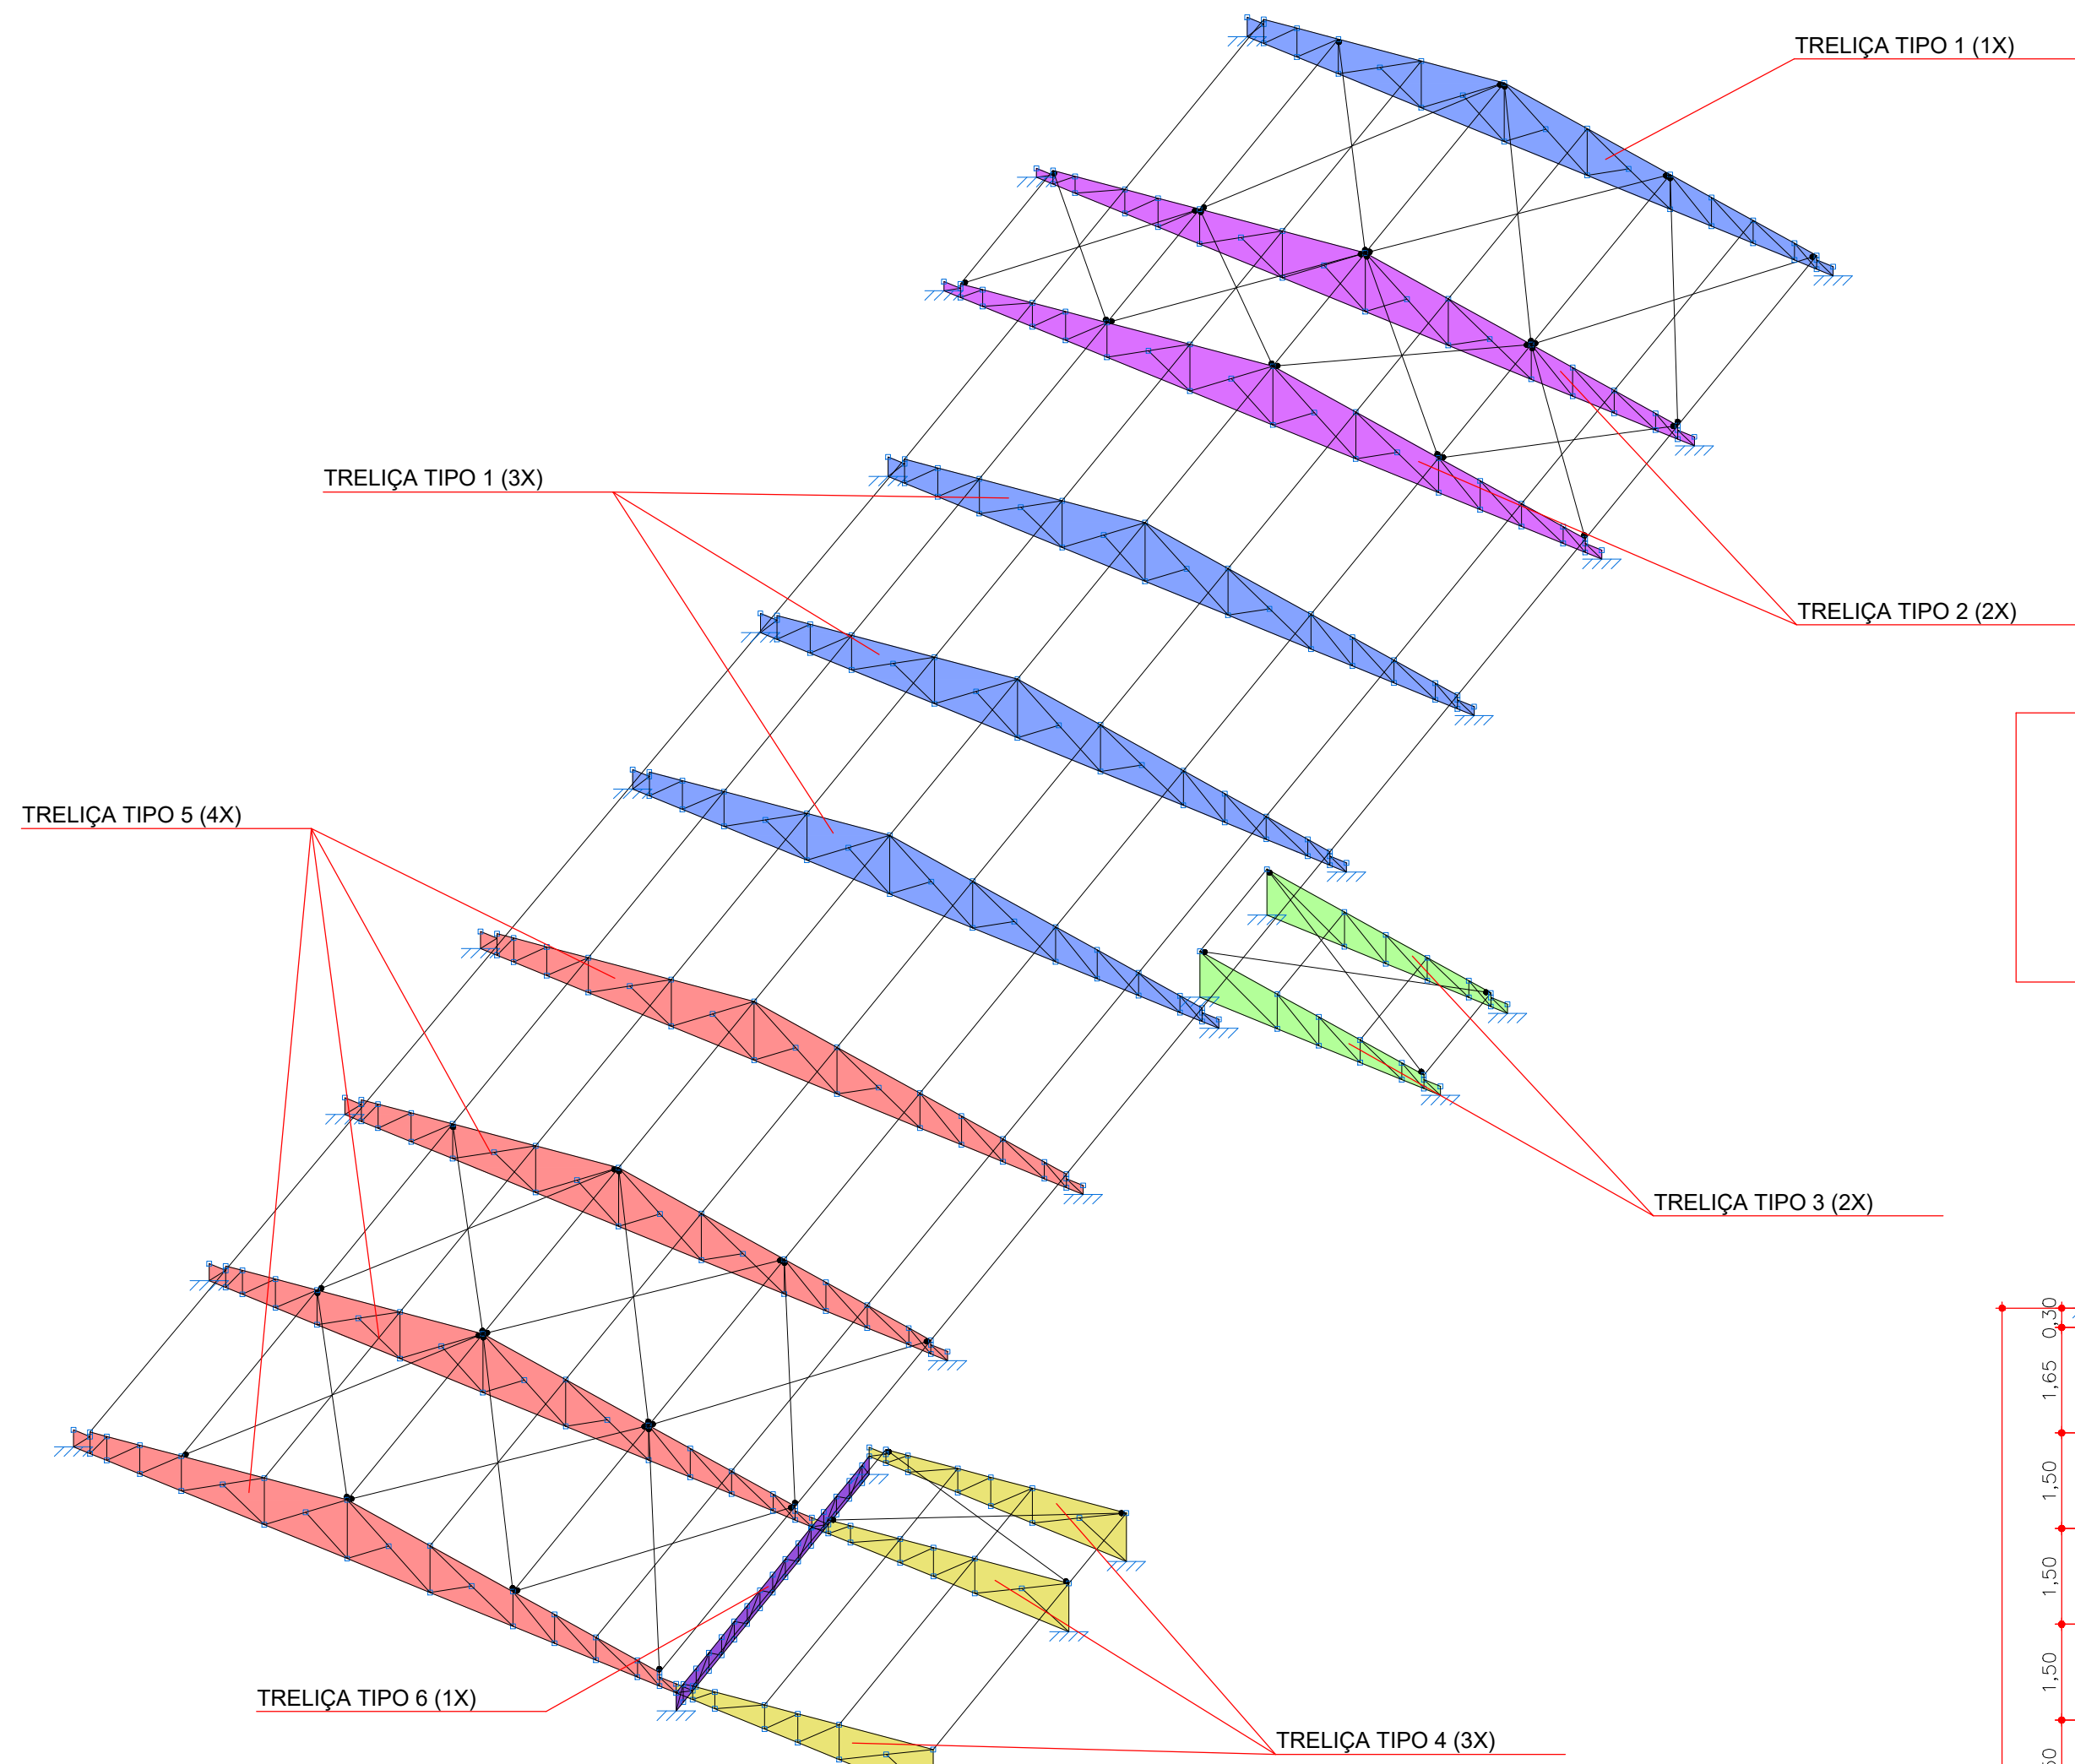 TRELIÇA TIPO 1 (1X)
TRELIÇA TIPO 1 (3X)
TRELIÇA TIPO 2 (2X)
TRELIÇA TIPO 5 (4X)
TRELIÇA TIPO 3 (2X)
0,30
1,65
1,50
1,50
1,50
TRELIÇA TIPO 6 (1X)
TRELIÇA TIPO 4 (3X)